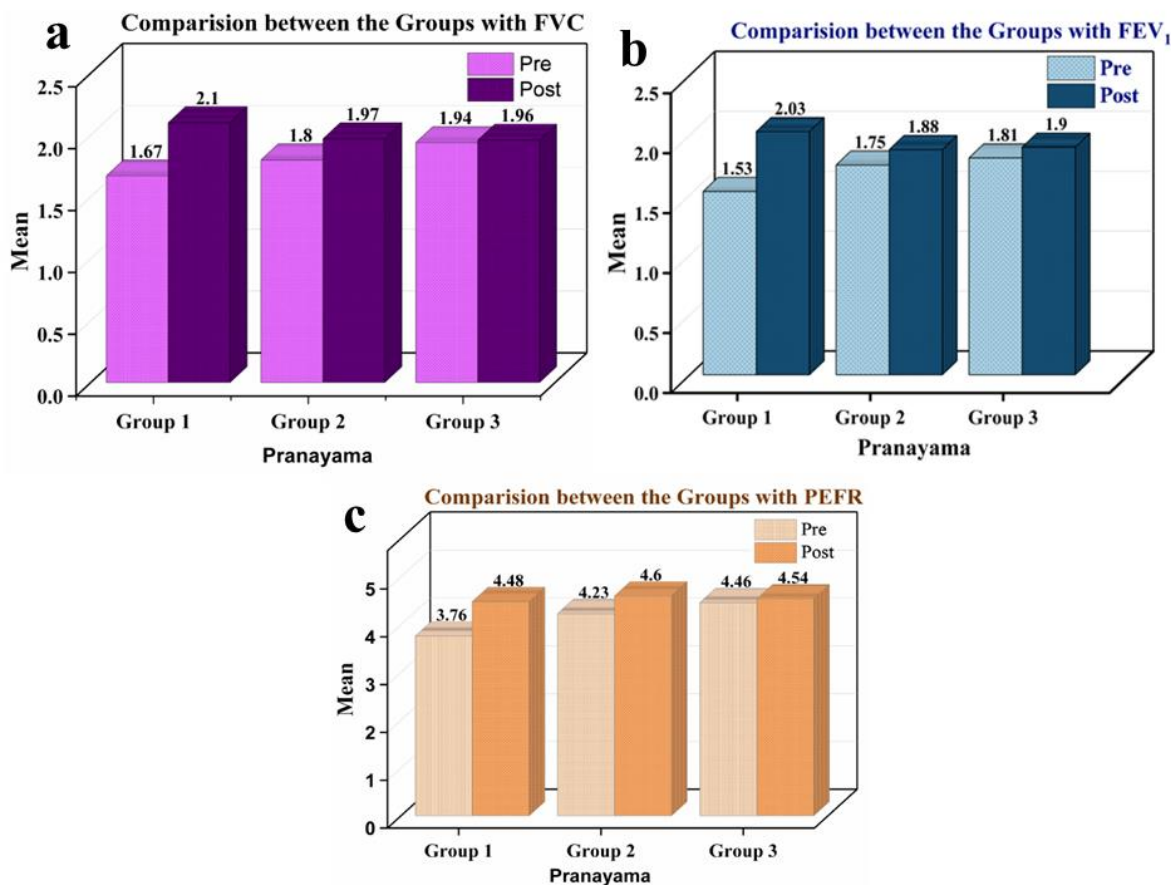 a
Comparision between the Groups with FVC
Pre
Post
2.5
2.0
1.5
1.0
0.5
0.0
Mean
1.67
2.1
1.8
1.97
1.94
1.96
Group 1
Group 2
Group 3
Pranayama
b
Comparision between the Groups with FEV₁
Pre
Post
2.5
2.0
1.5
1.0
0.5
0.0
Mean
1.53
2.03
1.75
1.88
1.81
1.9
Group 1
Group 2
Group 3
Pranayama
c
Comparision between the Groups with PEFR
Pre
Post
5
4
3
2
1
0
Mean
3.76
4.48
4.23
4.6
4.46
4.54
Group 1
Group 2
Group 3
Pranayama